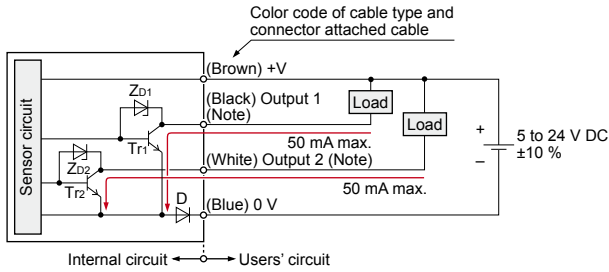 Color code of cable type and
connector attached cable
(Brown) +V
ZD1
(Black) Output 1
(Note)
Load
Load
Sensor circuit
Tr1
50 mA max.
+
5 to 24 V DC
±10 %
−
ZD2
(White) Output 2 (Note)
Tr2
50 mA max.
D
(Blue) 0 V
Internal circuit
Users' circuit